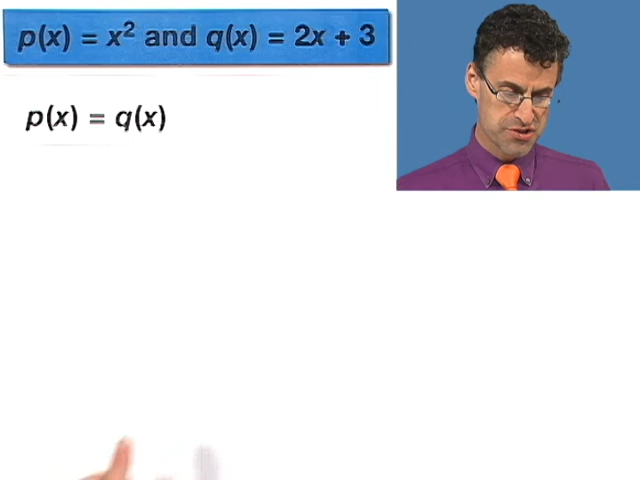 p(x) = x² and q(x) = 2x + 3
p(x) = q(x)